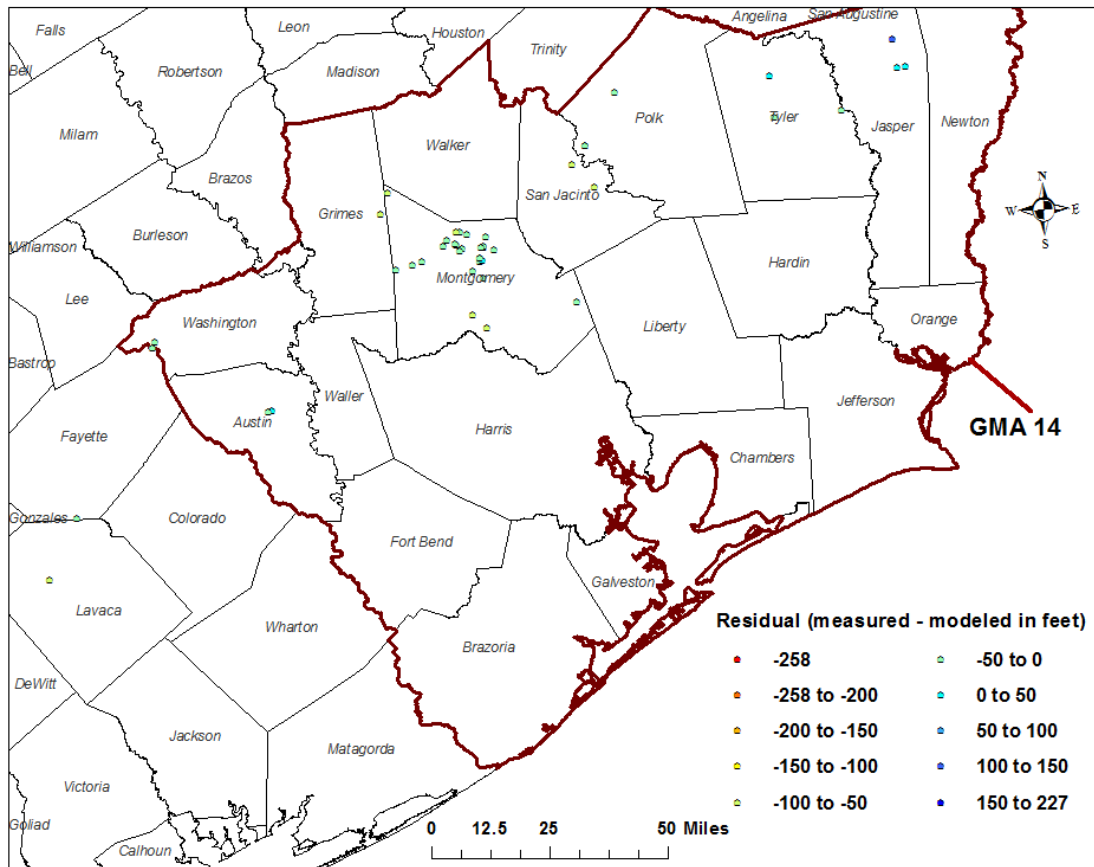 Falls
Leon
Houston
Angelina
San Augustine
Bell
Robertson
Madison
Trinity
Milam
Walker
Polk
Tyler
Jasper
Newton
Brazos
San Jacinto
Grimes
N
W E
S
Williamson
Burleson
Hardin
Lee
Montgomery
Washington
Liberty
Orange
Bastrop
Waller
Jefferson
Austin
Harris
GMA 14
Fayette
Chambers
Gonzales
Colorado
Fort Bend
Galveston
Lavaca
Wharton
Brazoria
Residual (measured - modeled in feet)
-258
-258 to -200
-200 to -150
-150 to -100
-100 to -50
-50 to 0
0 to 50
50 to 100
100 to 150
150 to 227
DeWitt
Jackson
Matagorda
Victoria
Goliad
Calhoun
0 12.5 25 50 Miles